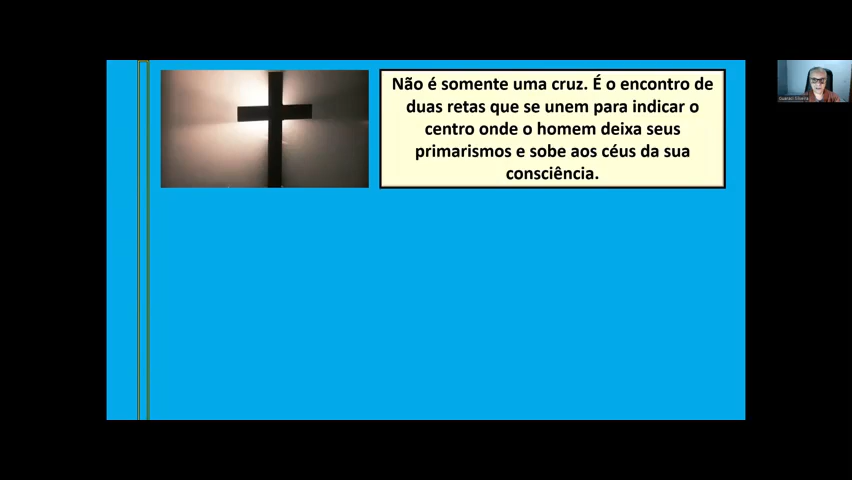 Não é somente uma cruz. É o encontro de
duas retas que se unem para indicar o
centro onde o homem deixa seus
primarismos e sobe aos céus da sua
consciência.